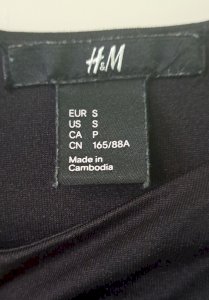 H&M
EUR S
US S
CA P
CN 165/88A
Made in
Cambodia